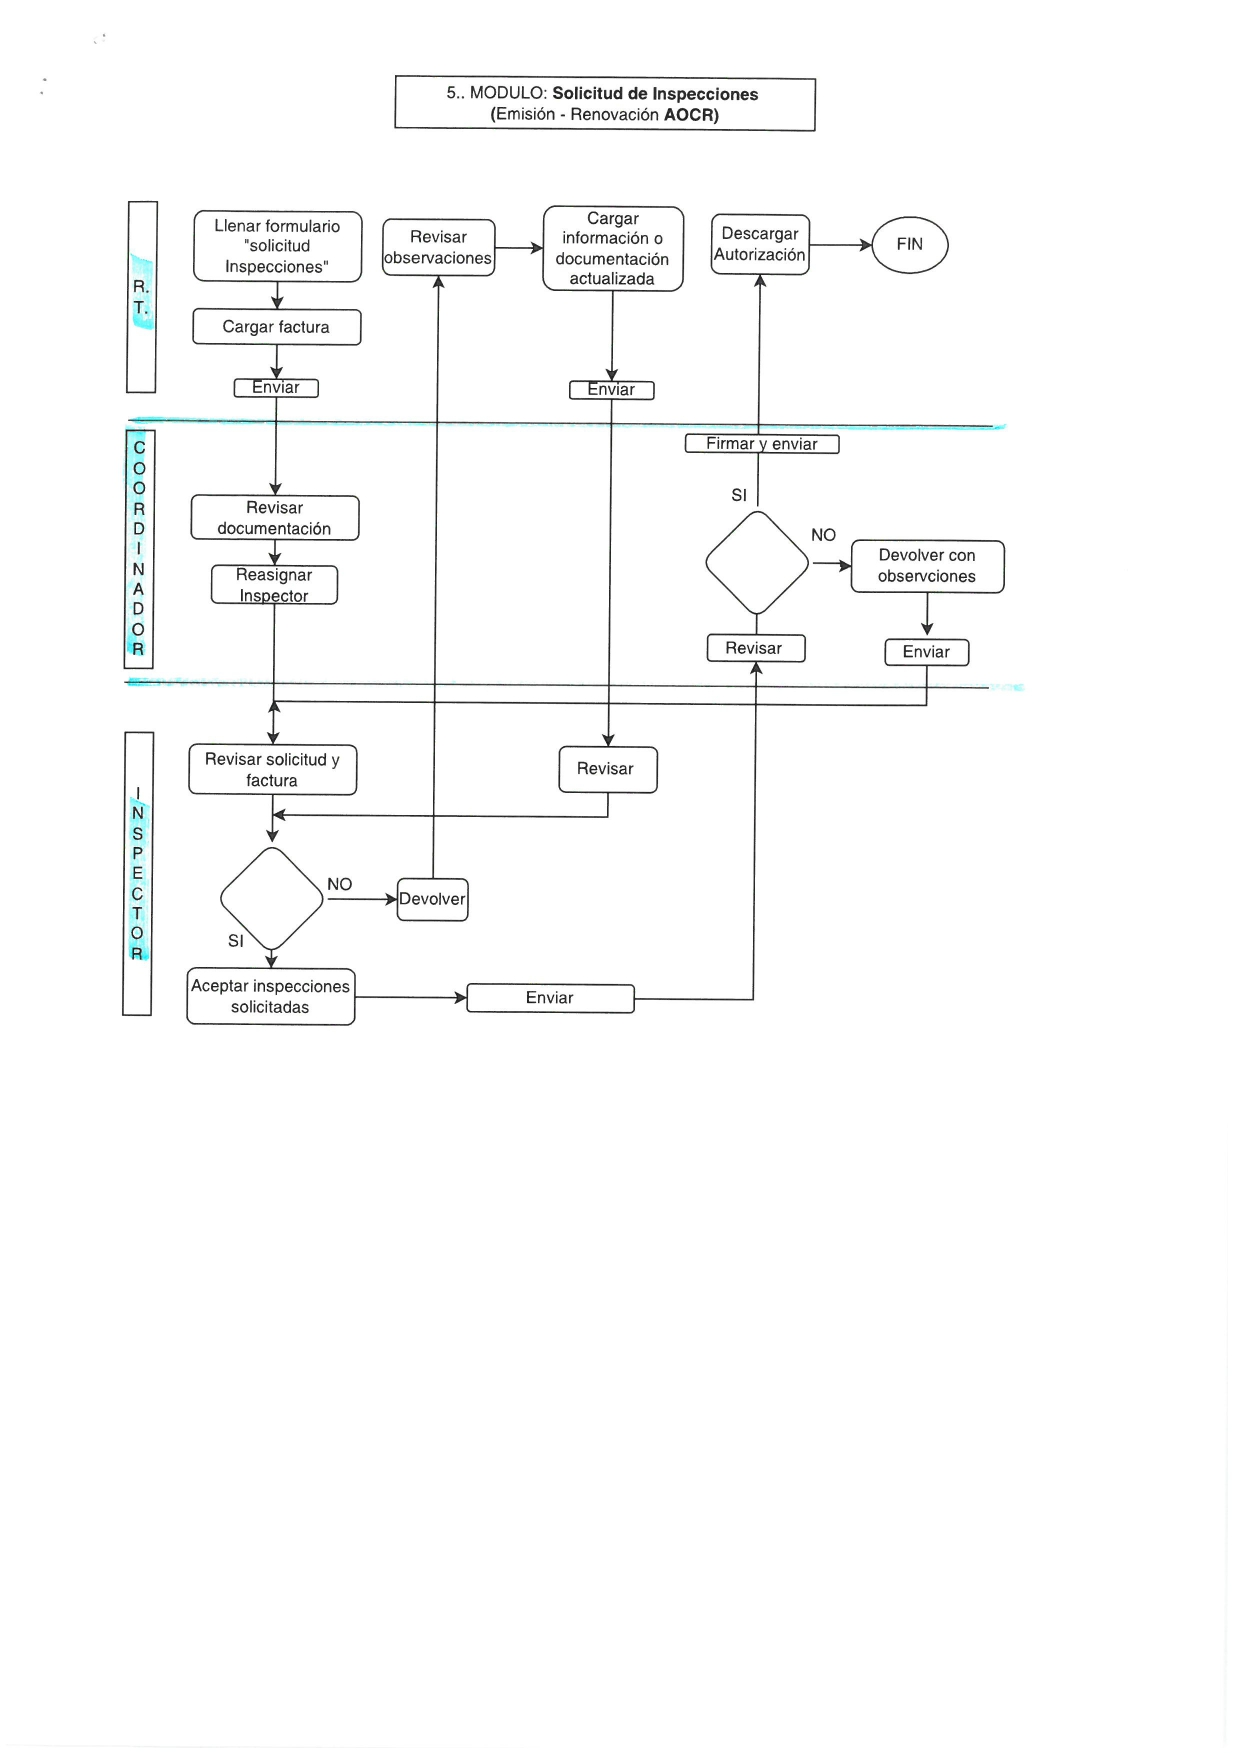 5.. MODULO: Solicitud de Inspecciones
(Emisión - Renovación AOCR)
R.
T.
Llenar formulario
"solicitud
Inspecciones"
Cargar factura
Enviar
Revisar
observaciones
Cargar
información o
documentación
actualizada
Enviar
Descargar
Autorización
FIN
C
O
O
R
D
I
N
A
D
O
R
Revisar
documentación
Reasignar
Inspector
Firmar y enviar
SI
NO
Devolver con
observciones
Revisar
Enviar
I
N
S
P
E
C
T
O
R
Revisar solicitud y
factura
Revisar
NO
Devolver
SI
Aceptar inspecciones
solicitadas
Enviar